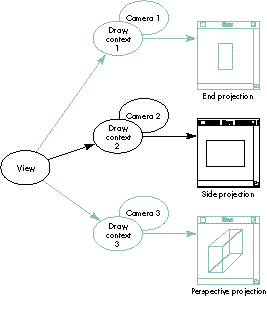 Camera 1
Draw
context
1
End projection
Camera 2
Draw
context
2
View
Side projection
Camera 3
Draw
context
3
Perspective projection